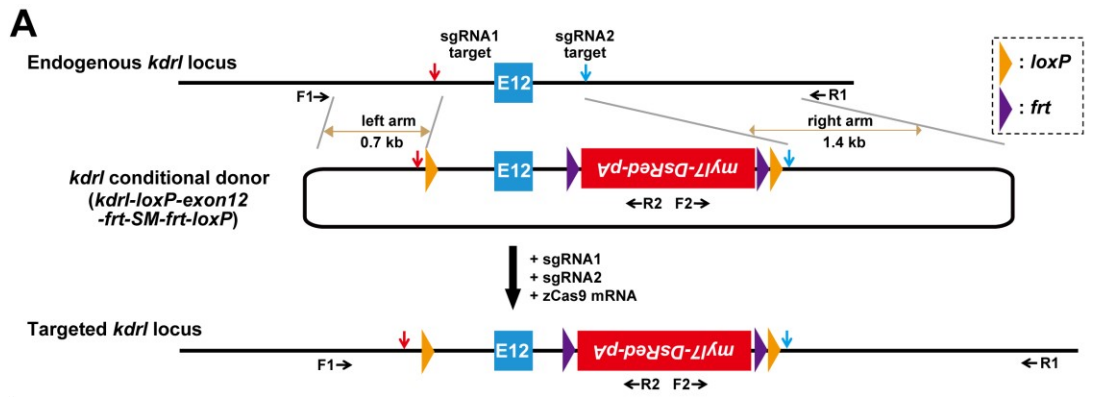 A
sgRNA1
target
sgRNA2
target
Endogenous kdrl locus
E12
: loxP
: frt
F1
R1
left arm
0.7 kb
right arm
1.4 kb
kdrl conditional donor
(kdrl-loxP-exon12
-frt-SM-frt-loxP)
E12
myl7-DsRed-pA
R2 F2
+ sgRNA1
+ sgRNA2
+ zCas9 mRNA
Targeted kdrl locus
E12
myl7-DsRed-pA
F1
R2 F2
R1